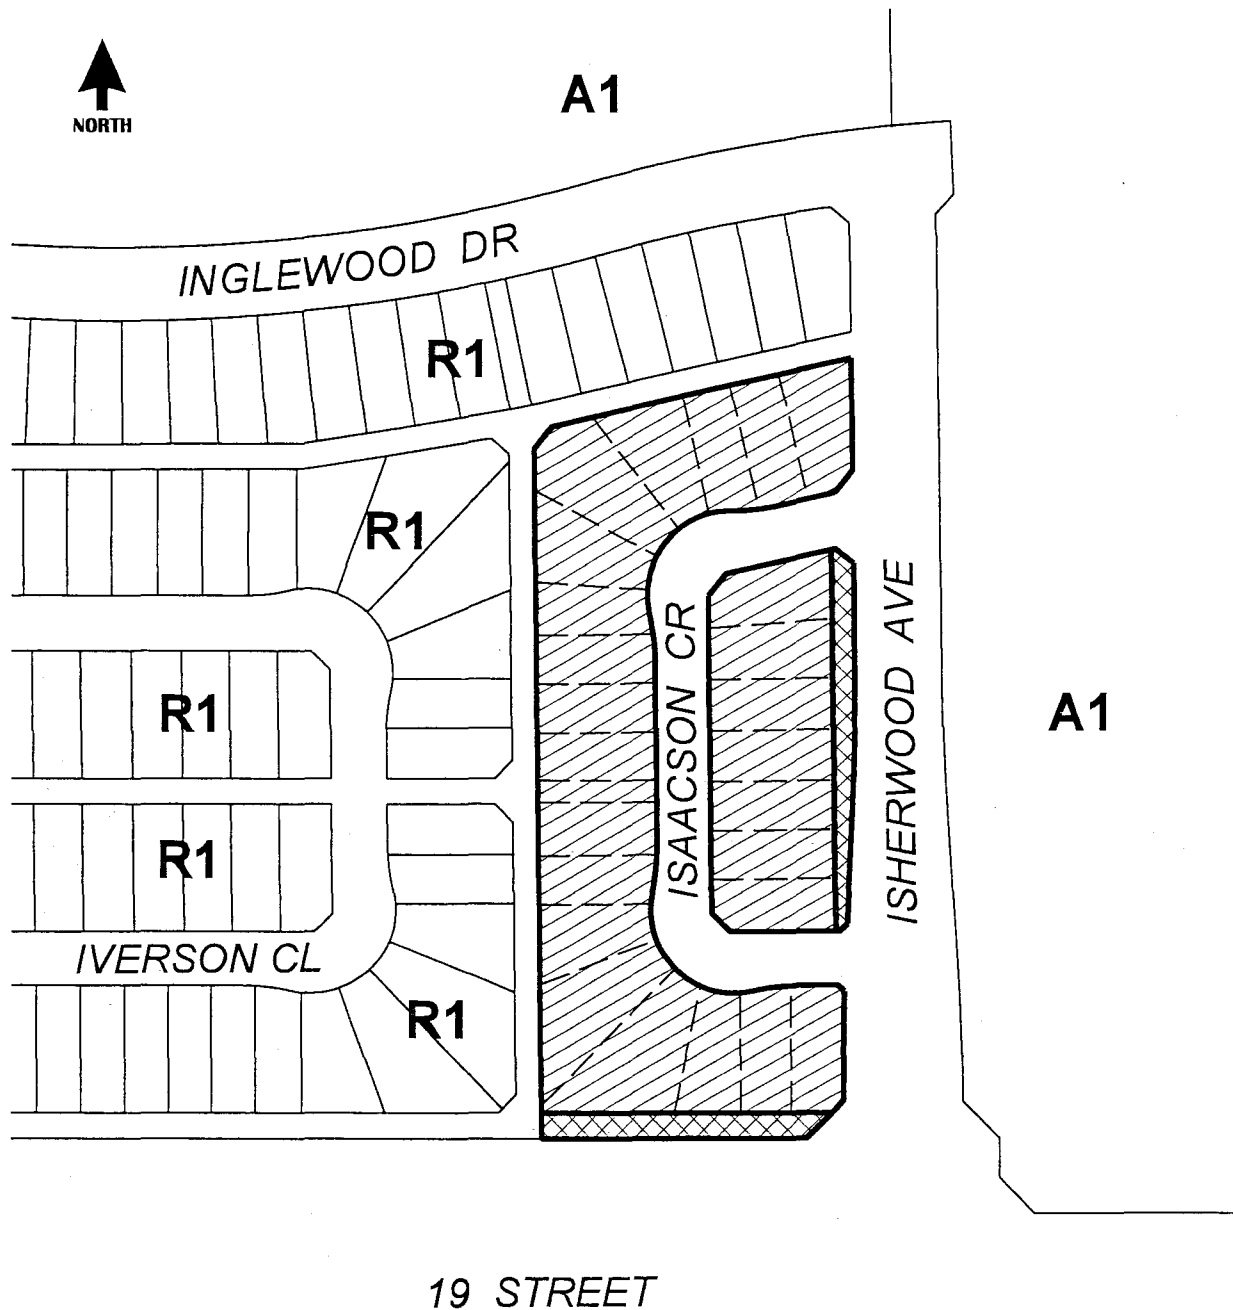 A1
NORTH
INGLEWOOD DR
R1
R1
ISAACSON CR
ISHERWOOD AVE
R1
A1
R1
IVERSON CL
R1
19 STREET